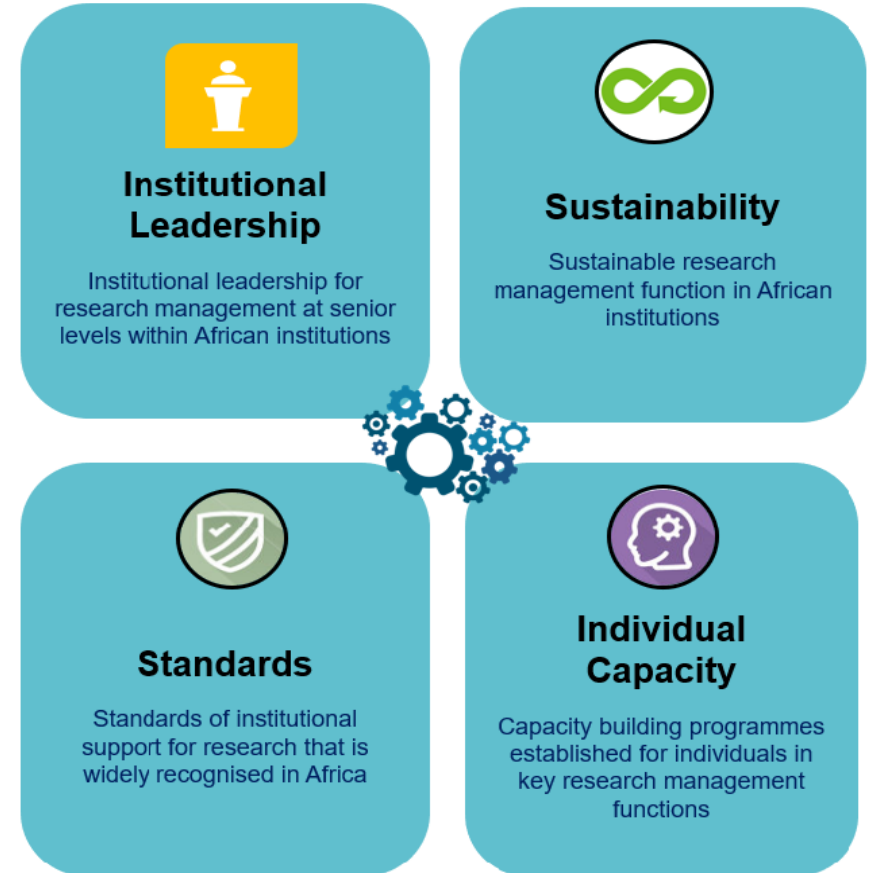 Institutional
Leadership
Institutional leadership for
research management at senior
levels within African institutions
Sustainability
Sustainable research
management function in African
institutions
Standards
Standards of institutional
support for research that is
widely recognised in Africa
Individual
Capacity
Capacity building programmes
established for individuals in
key research management
functions